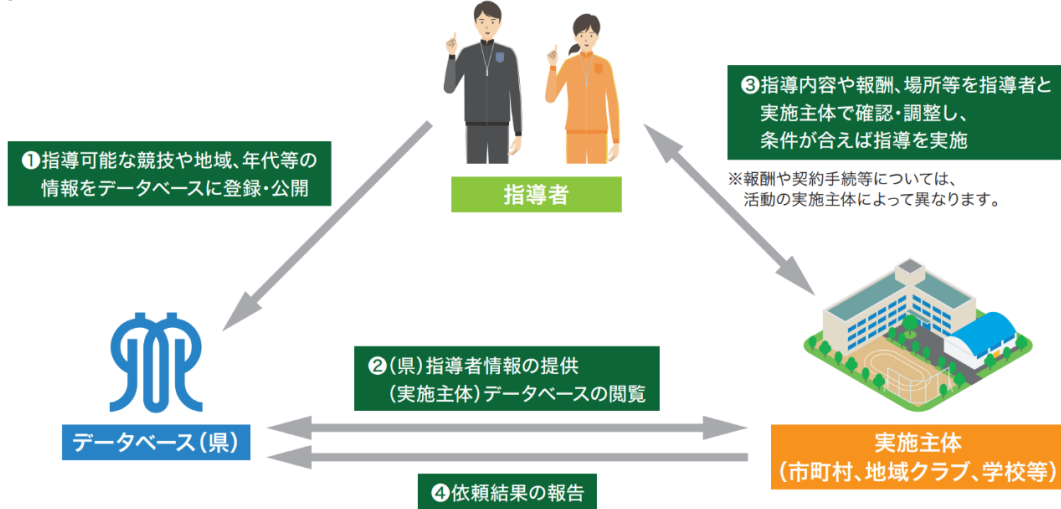 ❶指導可能な競技や地域、年代等の
情報をデータベースに登録・公開
指導者
❸指導内容や報酬、場所等を指導者と
実施主体で確認・調整し、
条件が合えば指導を実施
※報酬や契約手続等については、
活動の実施主体によって異なります。
❷(県)指導者情報の提供
(実施主体)データベースの閲覧
データベース(県)
実施主体
(市町村、地域クラブ、学校等)
❹依頼結果の報告